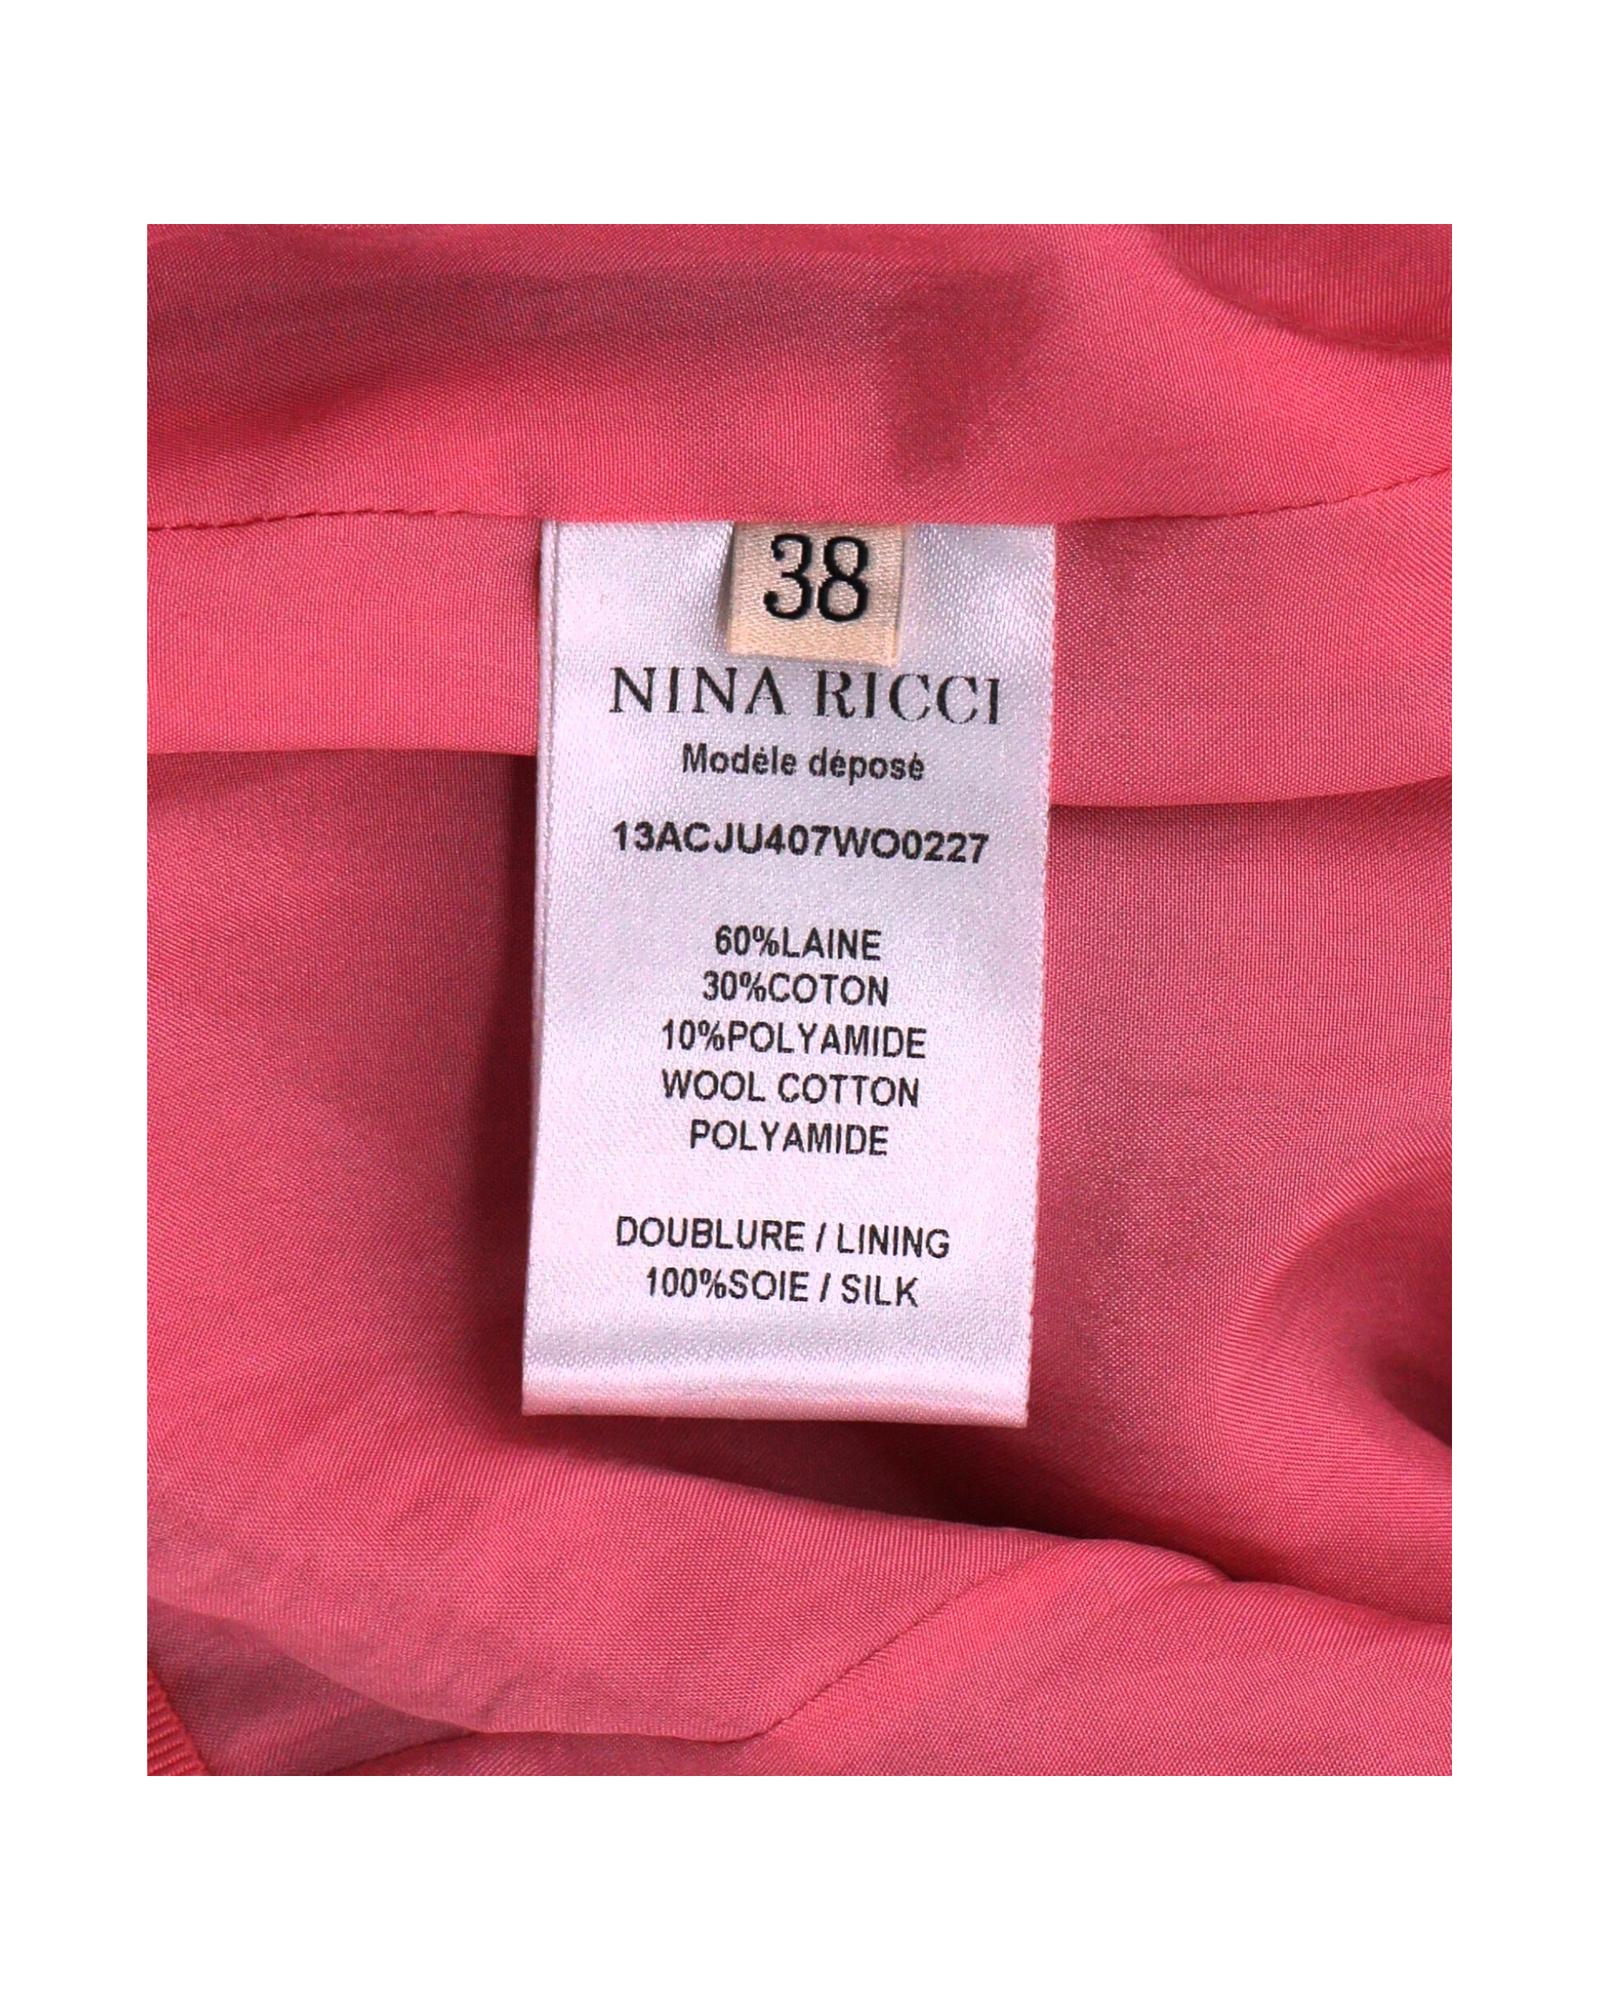 38
NINA RICCI
Modèle déposé
13ACJU407WO0227
60%LAINE
30%COTON
10%POLYAMIDE
WOOL COTTON
POLYAMIDE
DOUBLURE / LINING
100%SOIE / SILK